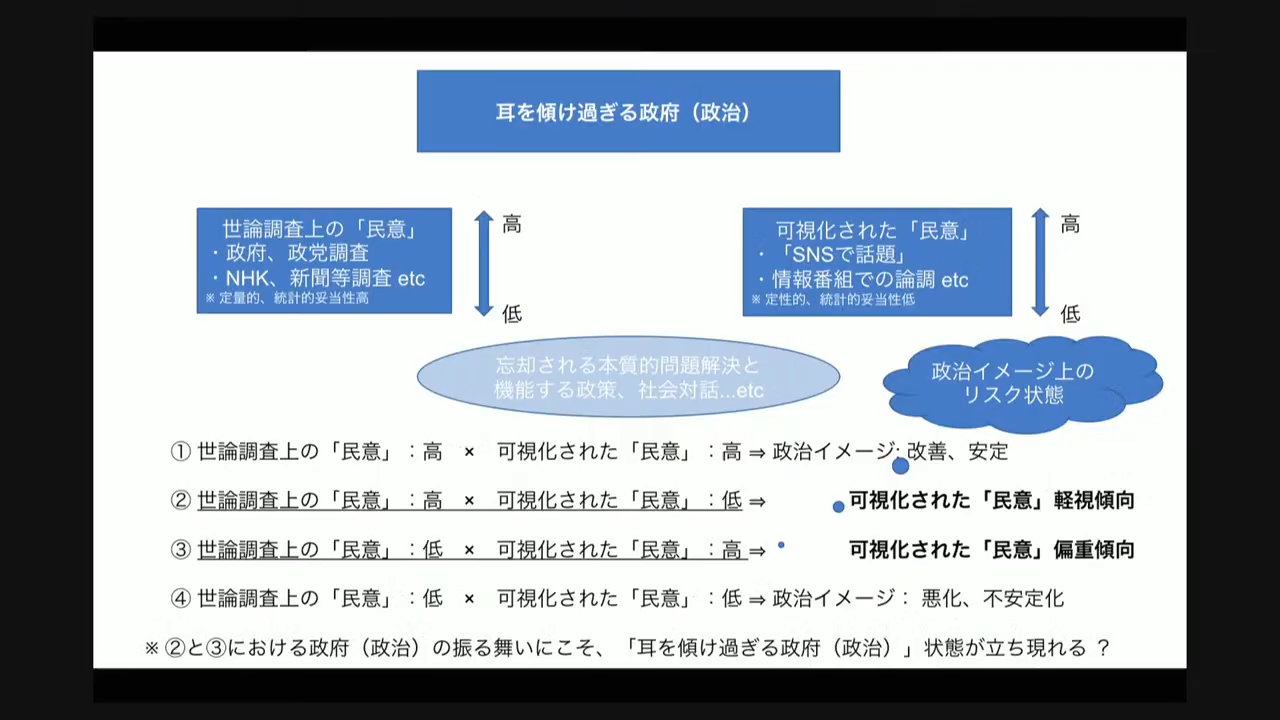 耳を傾け過ぎる政府（政治）
世論調査上の「民意」
・政府、政党調査
・NHK、新聞等調査 etc
※ 定量的、統計的妥当性高
高
低
可視化された「民意」
・「SNSで話題」
・情報番組での論調 etc
※ 定性的、統計的妥当性低
高
低
忘却される本質的問題解決と
機能する政策、社会対話...etc
政治イメージ上の
リスク状態
① 世論調査上の「民意」：高　×　可視化された「民意」：高 ⇒ 政治イメージ: 改善、安定
② 世論調査上の「民意」：高　×　可視化された「民意」：低 ⇒　可視化された「民意」軽視傾向
③ 世論調査上の「民意」：低　×　可視化された「民意」：高 ⇒　可視化された「民意」偏重傾向
④ 世論調査上の「民意」：低　×　可視化された「民意」：低 ⇒ 政治イメージ： 悪化、不安定化
※ ②と③における政府（政治）の振る舞いにこそ、「耳を傾け過ぎる政府（政治）」状態が立ち現れる ？